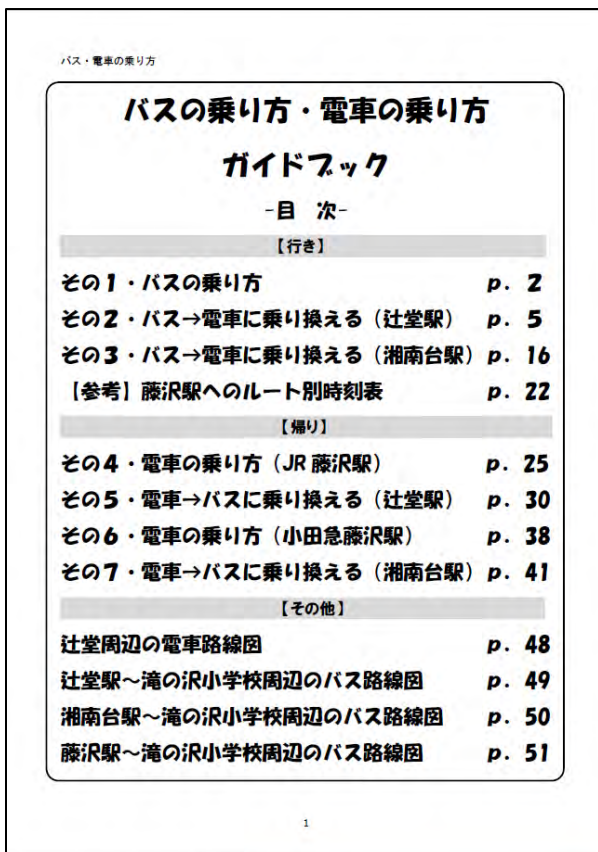 バス・電車の乗り方
バスの乗り方・電車の乗り方
ガイドブック
-目 次-
【行き】
その1・バスの乗り方 p. 2
その2・バス→電車に乗り換える（辻堂駅） p. 5
その3・バス→電車に乗り換える（湘南台駅） p. 16
【参考】藤沢駅へのルート別時刻表 p. 22
【帰り】
その4・電車の乗り方（JR 藤沢駅） p. 25
その5・電車→バスに乗り換える（辻堂駅） p. 30
その6・電車の乗り方（小田急藤沢駅） p. 38
その7・電車→バスに乗り換える（湘南台駅） p. 41
【その他】
辻堂周辺の電車路線図 p. 48
辻堂駅～滝の沢小学校周辺のバス路線図 p. 49
湘南台駅～滝の沢小学校周辺のバス路線図 p. 50
藤沢駅～滝の沢小学校周辺のバス路線図 p. 51
1